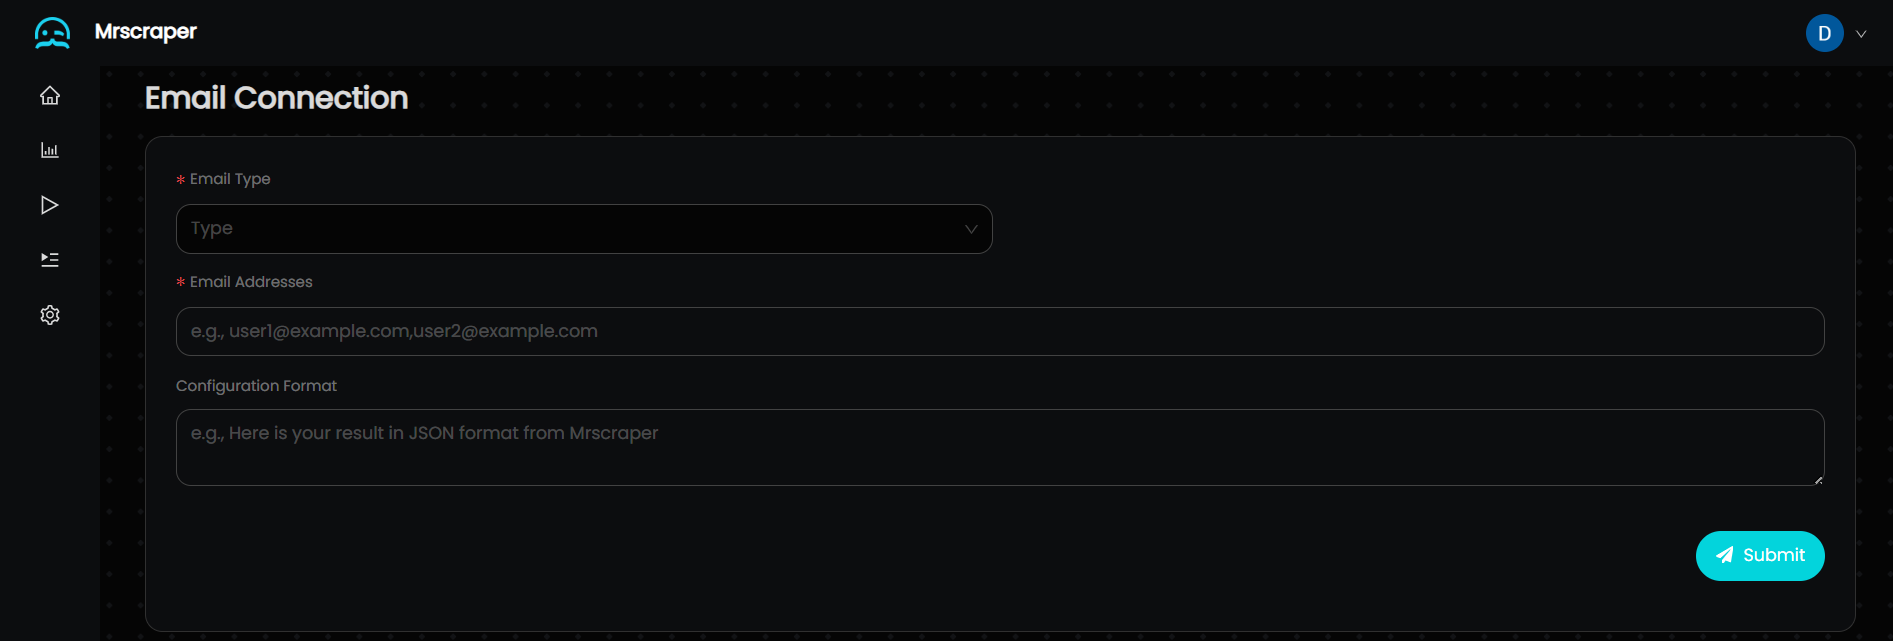 Mrscraper
D
Email Connection
* Email Type
Type
* Email Addresses
e.g., user1@example.com,user2@example.com
Configuration Format
e.g., Here is your result in JSON format from Mrscraper
Submit